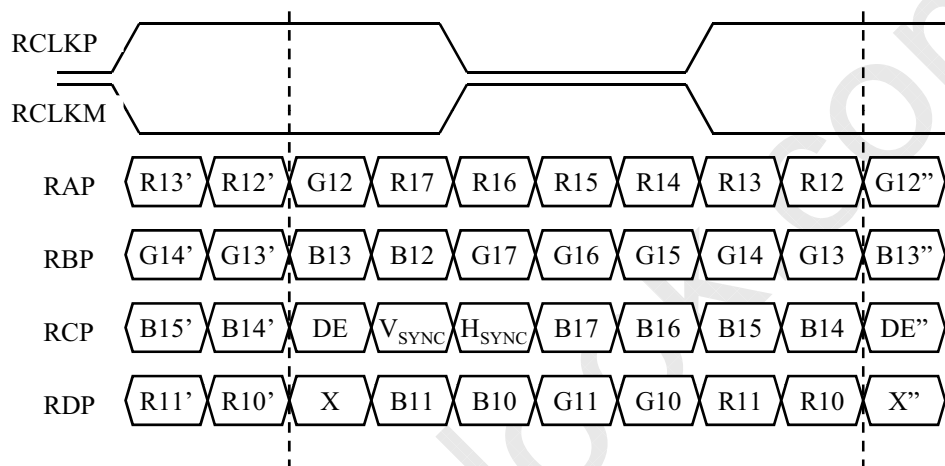 RCLKP
RCLKM
RAP R13’ R12’ G12 R17 R16 R15 R14 R13 R12 G12”
RBP G14’ G13’ B13 B12 G17 G16 G15 G14 G13 B13”
RCP B15’ B14’ DE VSYNC HSYNC B17 B16 B15 B14 DE”
RDP R11’ R10’ X B11 B10 G11 G10 R11 R10 X”